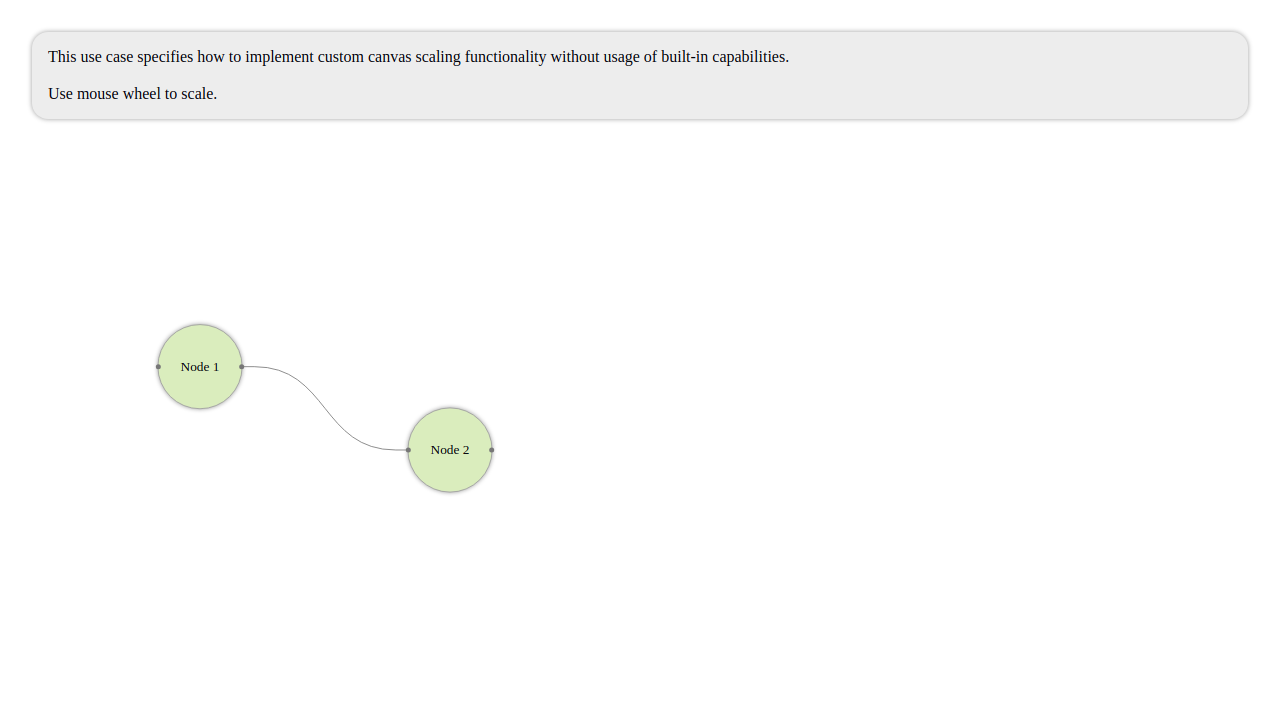 This use case specifies how to implement custom canvas scaling functionality without usage of built-in capabilities.
Use mouse wheel to scale.
Node 1
Node 2